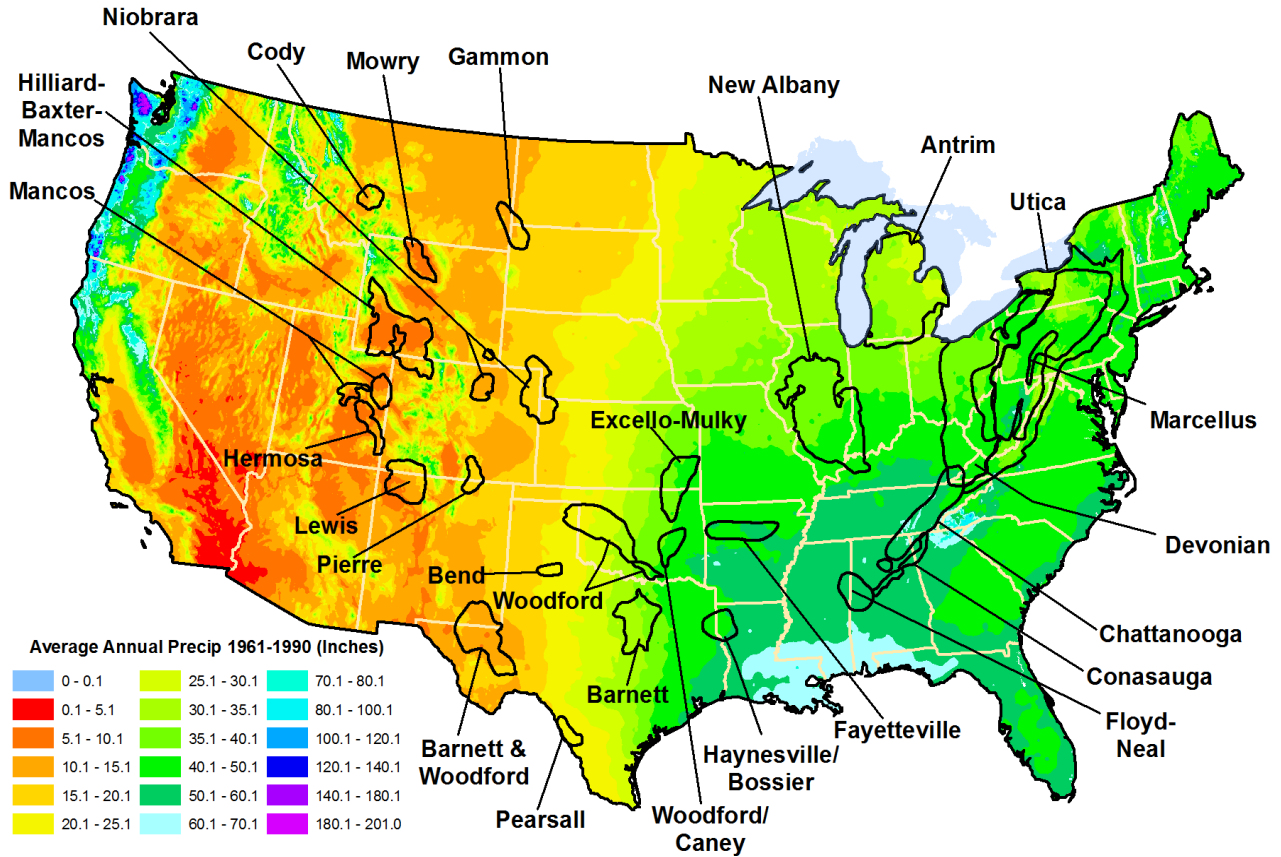 Niobrara
Cody
Mowry
Gammon
Hilliard-
Baxter-
Mancos
New Albany
Antrim
Mancos
Utica
Marcellus
Excello-Mulky
Hermosa
Lewis
Pierre
Bend
Woodford
Devonian
Chattanooga
Conasauga
Floyd-
Neal
Barnett
Fayetteville
Haynesville/
Bossier
Barnett &
Woodford
Pearsall
Woodford/
Caney
Average Annual Precip 1961-1990 (Inches)
0 - 0.1
0.1 - 5.1
5.1 - 10.1
10.1 - 15.1
15.1 - 20.1
20.1 - 25.1
25.1 - 30.1
30.1 - 35.1
35.1 - 40.1
40.1 - 50.1
50.1 - 60.1
60.1 - 70.1
70.1 - 80.1
80.1 - 100.1
100.1 - 120.1
120.1 - 140.1
140.1 - 180.1
180.1 - 201.0